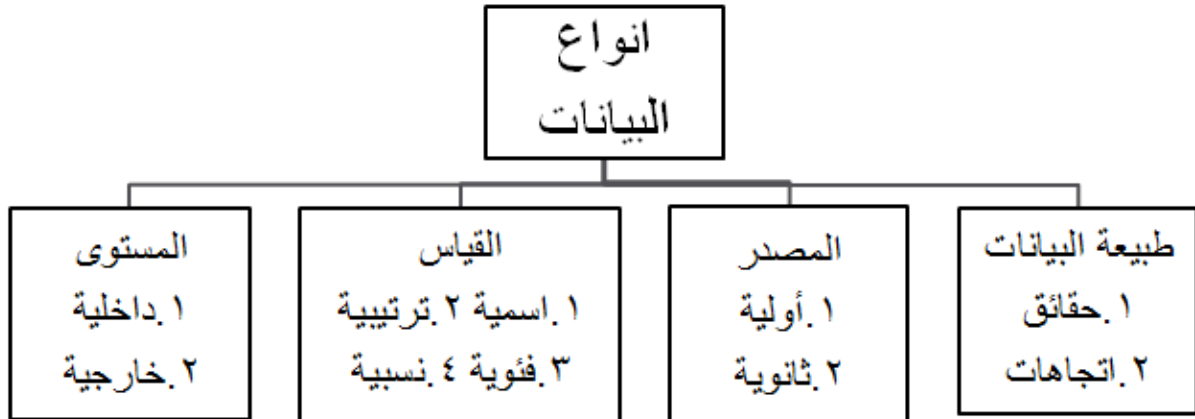 انواع
البيانات
طبيعة البيانات
١.حقائق
٢.اتجاهات
المصدر
١.أولية
٢.ثانوية
القياس
١.اسمية ٢.ترتيبية
٣.فئوية ٤.نسبية
المستوى
١.داخلية
٢.خارجية